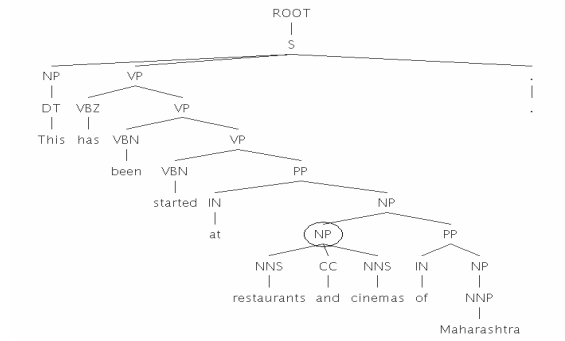 ROOT
S
NP VP .
DT VBZ VP .
This has VBN VP
been VBN PP
started IN NP
at NP PP
NNS CC NNS IN NP
restaurants and cinemas of NNP
Maharashtra